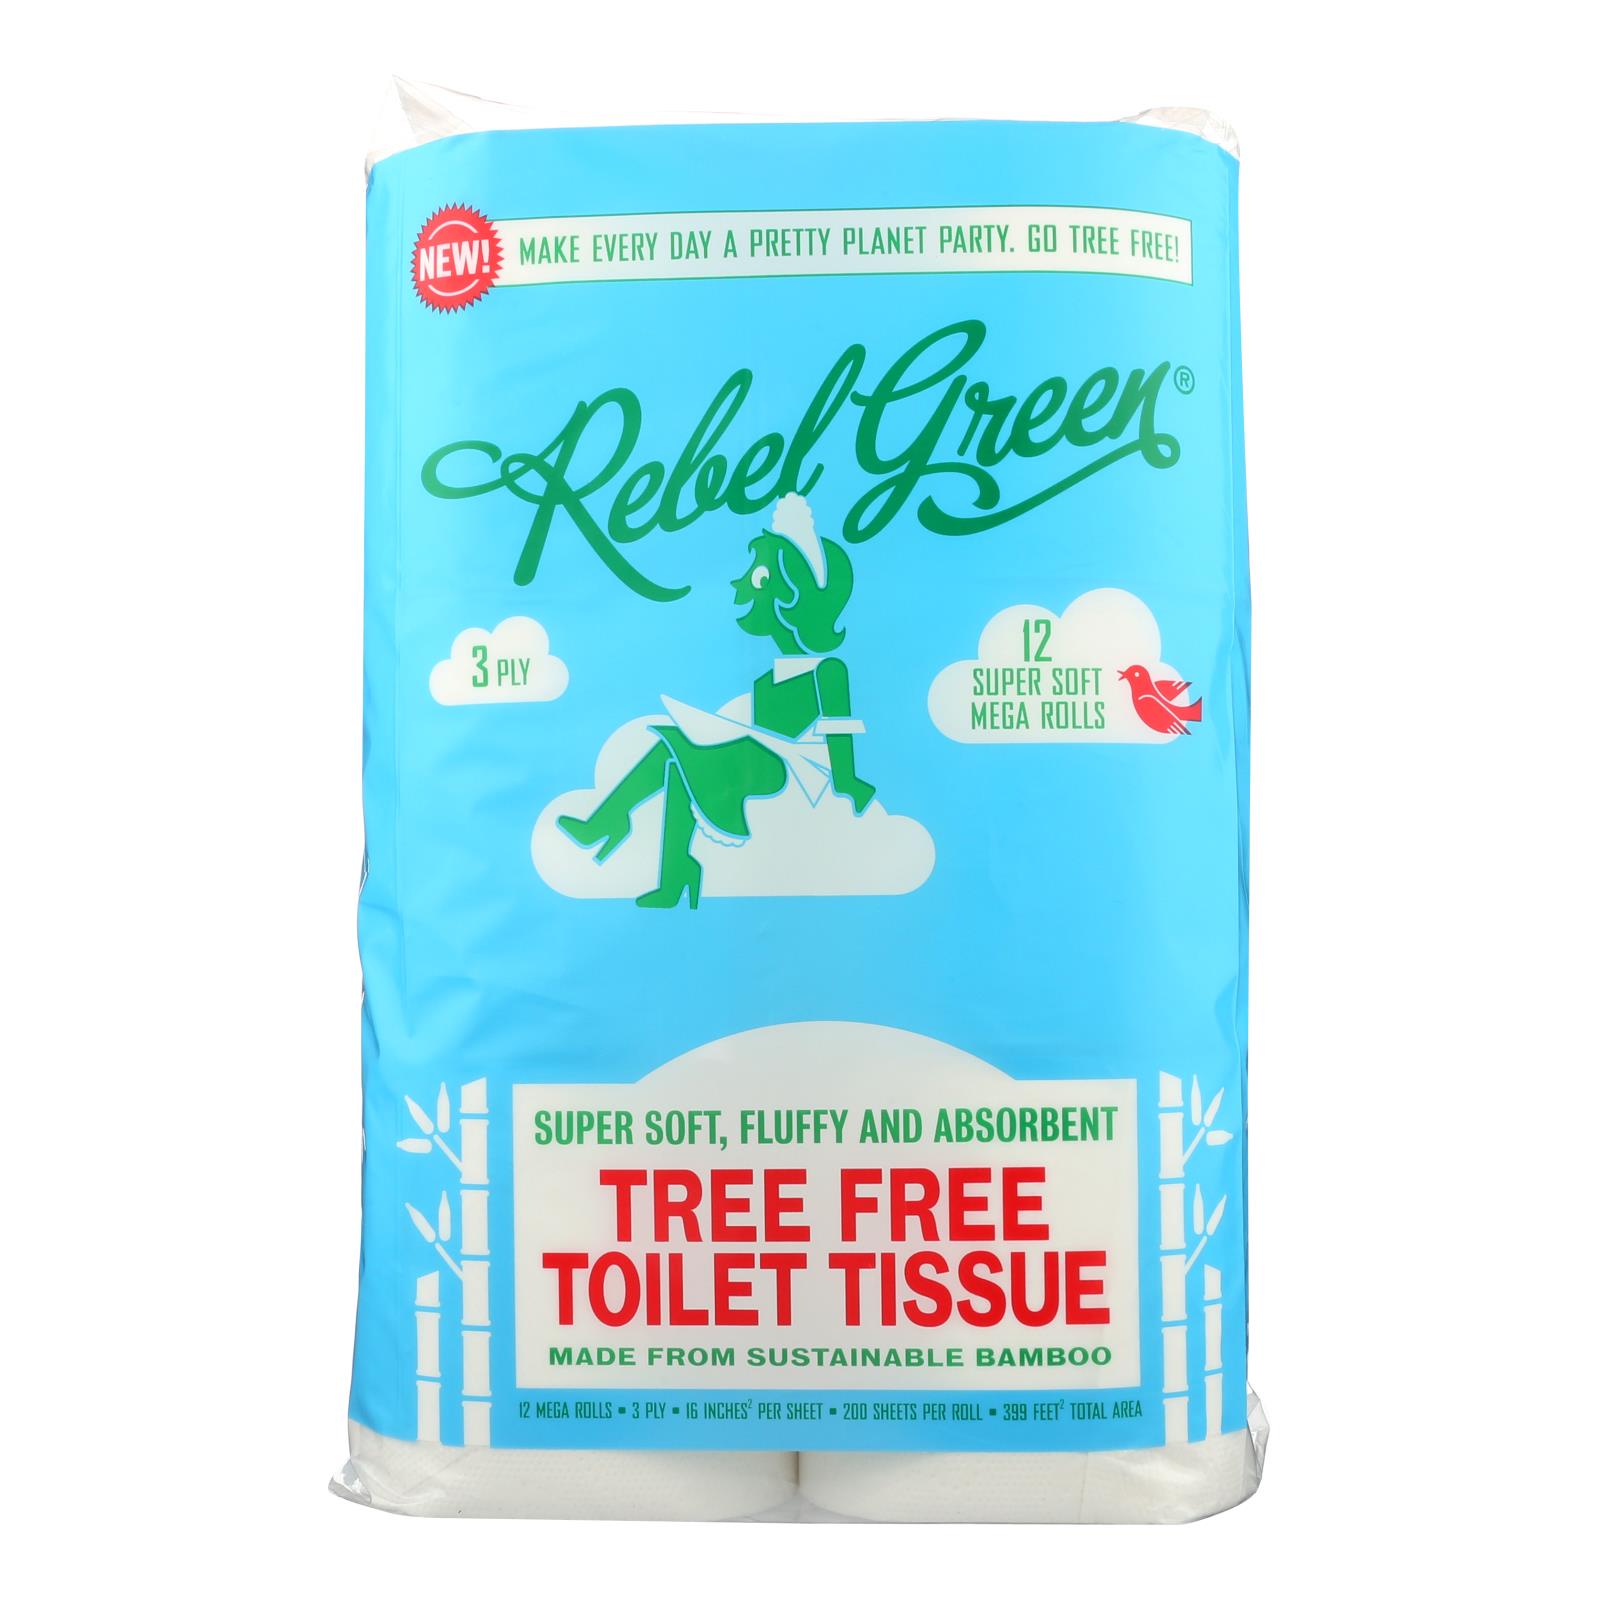 NEW!
MAKE EVERY DAY A PRETTY PLANET PARTY. GO TREE FREE!
Rebel Green®
3 PLY
12
SUPER SOFT
MEGA ROLLS
SUPER SOFT, FLUFFY AND ABSORBENT
TREE FREE
TOILET TISSUE
MADE FROM SUSTAINABLE BAMBOO
12 MEGA ROLLS ▪ 3 PLY ▪ 16 INCHES² PER SHEET ▪ 200 SHEETS PER ROLL ▪ 399 FEET² TOTAL AREA